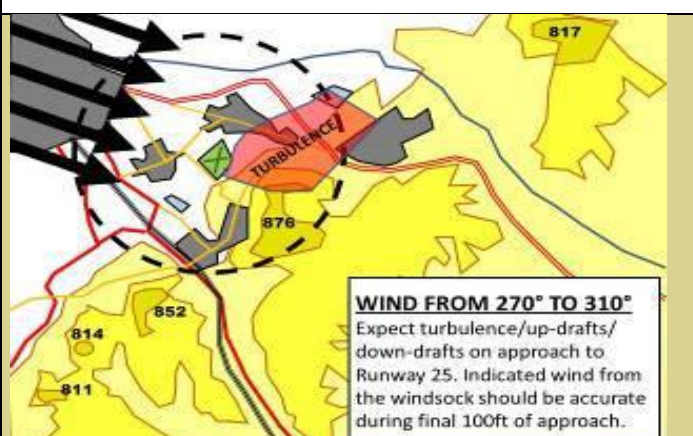 817
TURBULENCE
876
852
814
811
WIND FROM 270° TO 310°
Expect turbulence/up-drafts/
down-drafts on approach to
Runway 25. Indicated wind from
the windsock should be accurate
during final 100ft of approach.